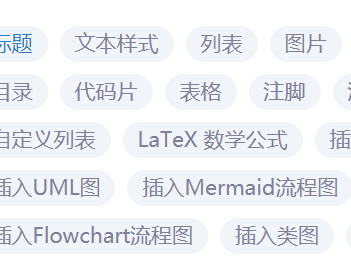 标题 文本样式 列表 图片
目录 代码片 表格 注脚
自定义列表 LaTeX 数学公式 插
插入UML图 插入Mermaid流程图
插入Flowchart流程图 插入类图